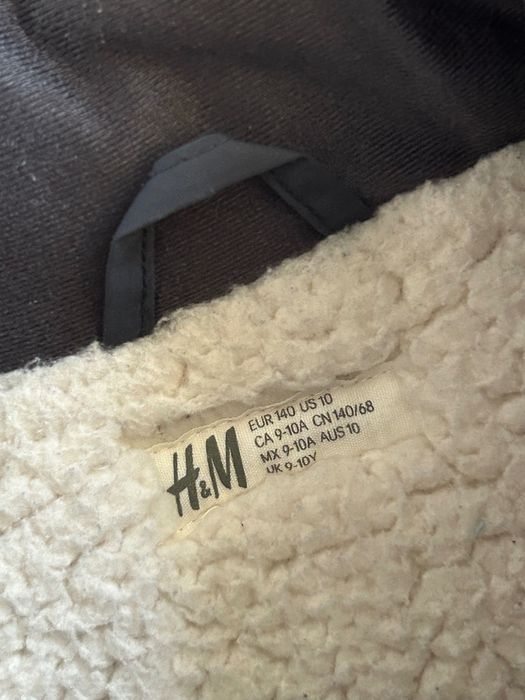 H&M
EUR 140 US 10
CA 9-10A CN 140/68
MX 9-10A AUS 10
UK 9-10Y